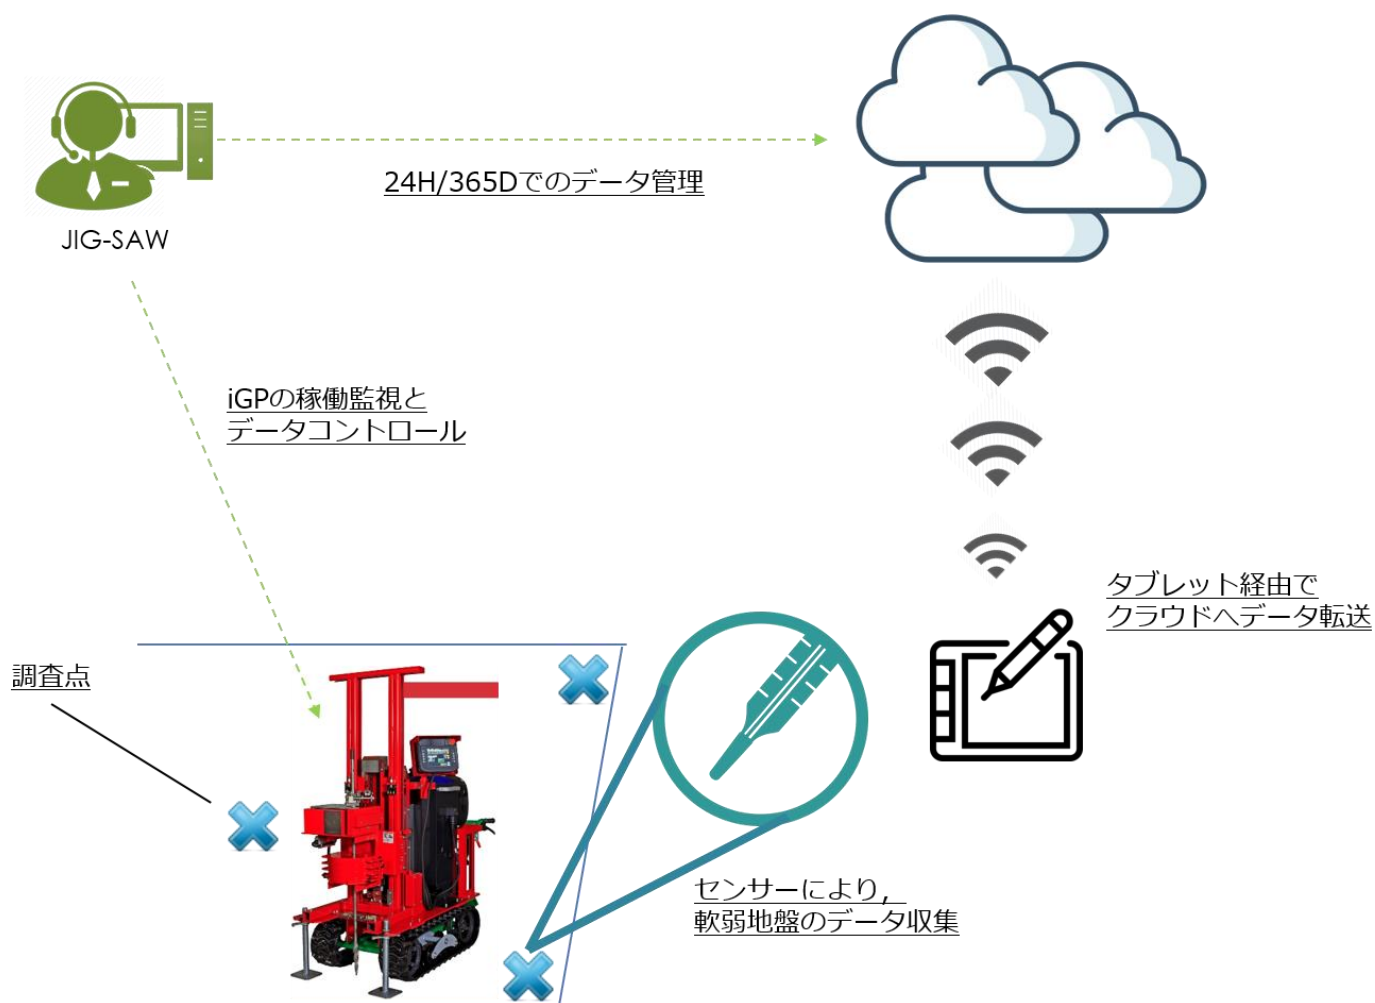 24H/365Dでのデータ管理
JIG-SAW
iGPの稼働監視と
データコントロール
タブレット経由で
クラウドへデータ転送
調査点
センサーにより,
軟弱地盤のデータ収集